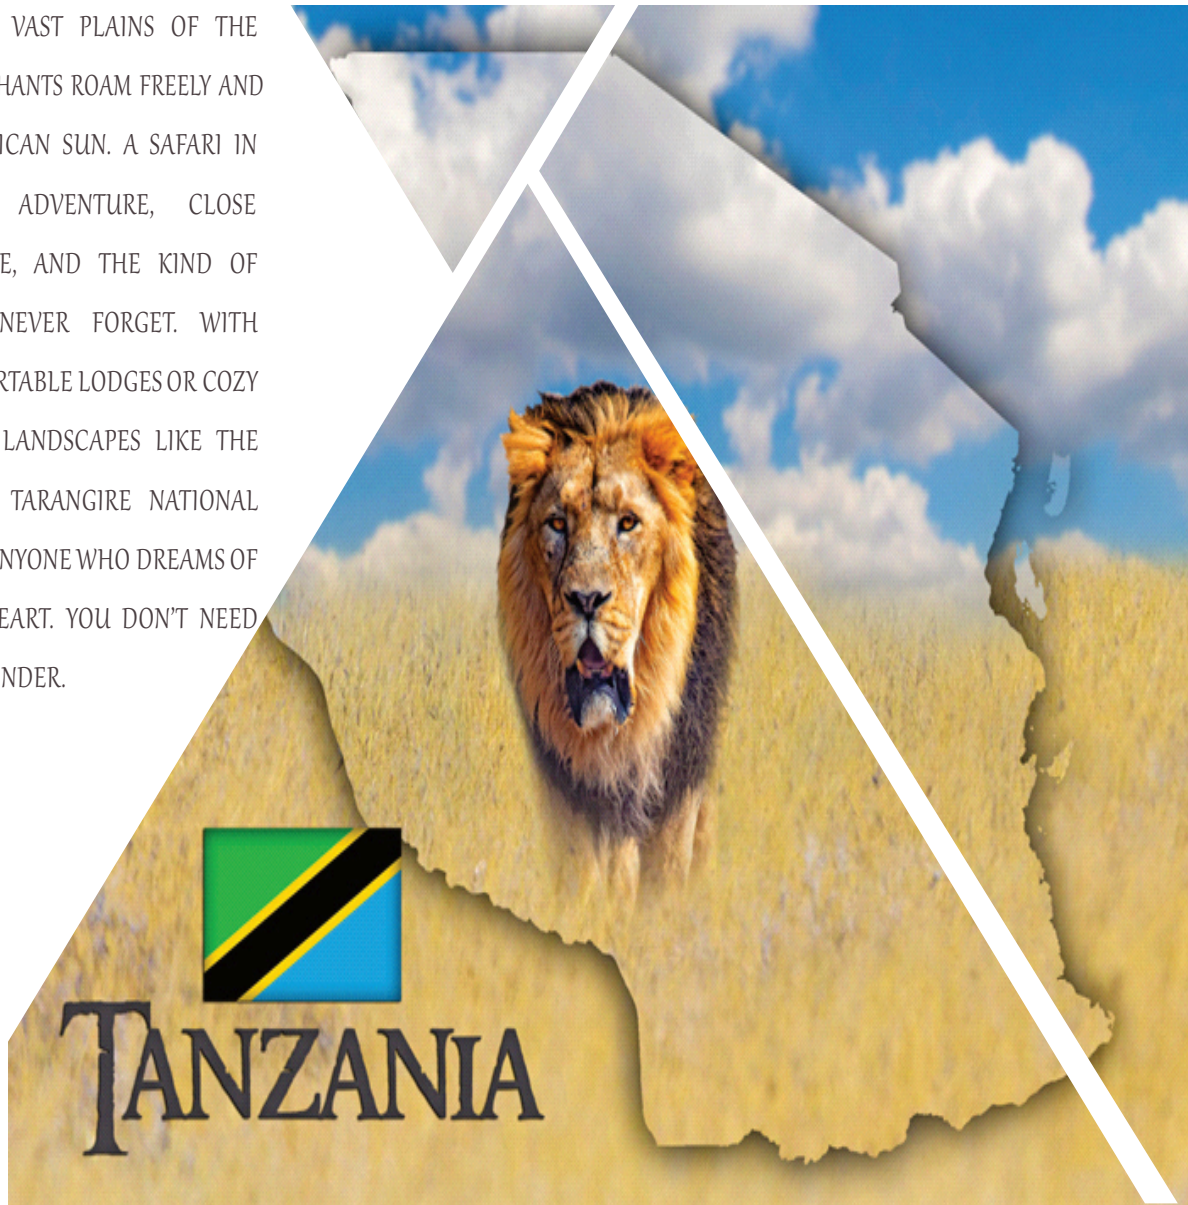 VAST PLAINS OF THE
HANTS ROAM FREELY AND
ICAN SUN. A SAFARI IN
ADVENTURE, CLOSE
E, AND THE KIND OF
NEVER FORGET. WITH
RTABLE LODGES OR COZY
LANDSCAPES LIKE THE
TARANGIRE NATIONAL
NYONE WHO DREAMS OF
EART. YOU DON'T NEED
NDER.
TANZANIA